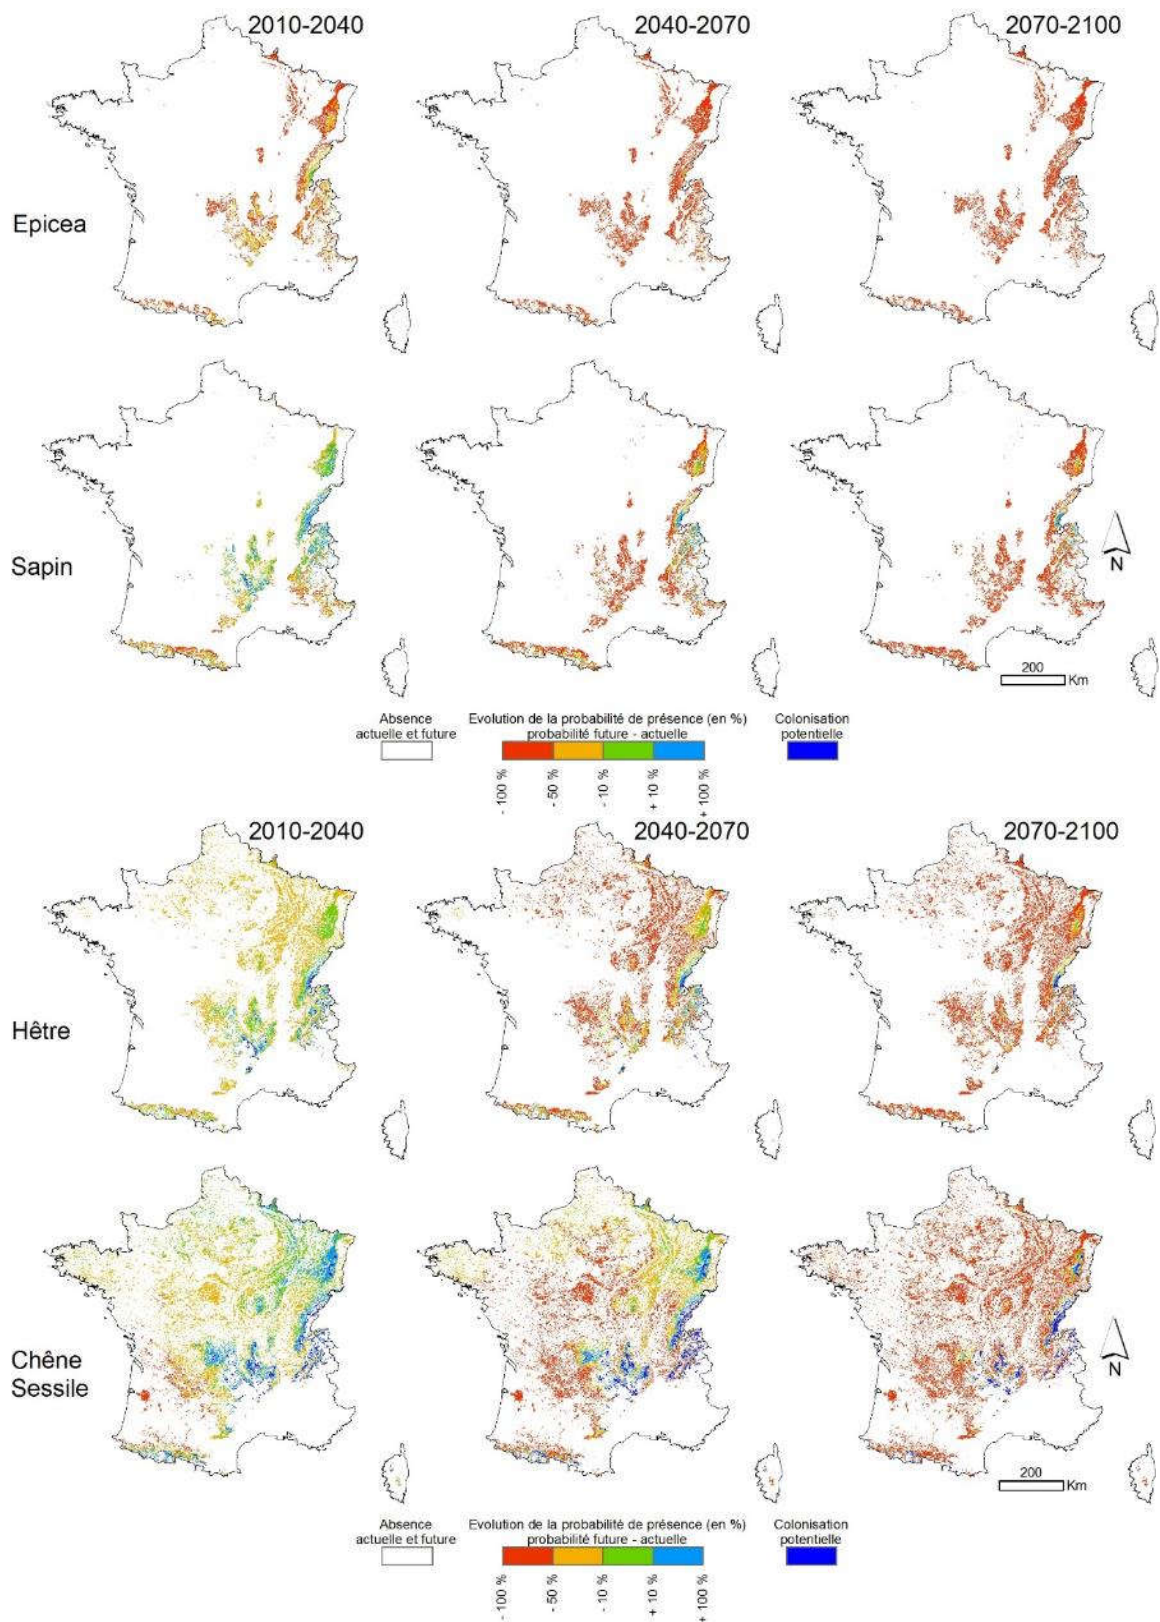 2010-2040
2040-2070
2070-2100
Epicea
Sapin
N
200
Km
Absence
actuelle et future
Evolution de la probabilité de présence (en %)
probabilité future - actuelle
Colonisation
potentielle
- 100 %
- 50 %
- 10 %
+ 10 %
+ 100 %
2010-2040
2040-2070
2070-2100
Hêtre
Chêne
Sessile
N
200
Km
Absence
actuelle et future
Evolution de la probabilité de présence (en %)
probabilité future - actuelle
Colonisation
potentielle
- 100 %
- 50 %
- 10 %
+ 10 %
+ 100 %